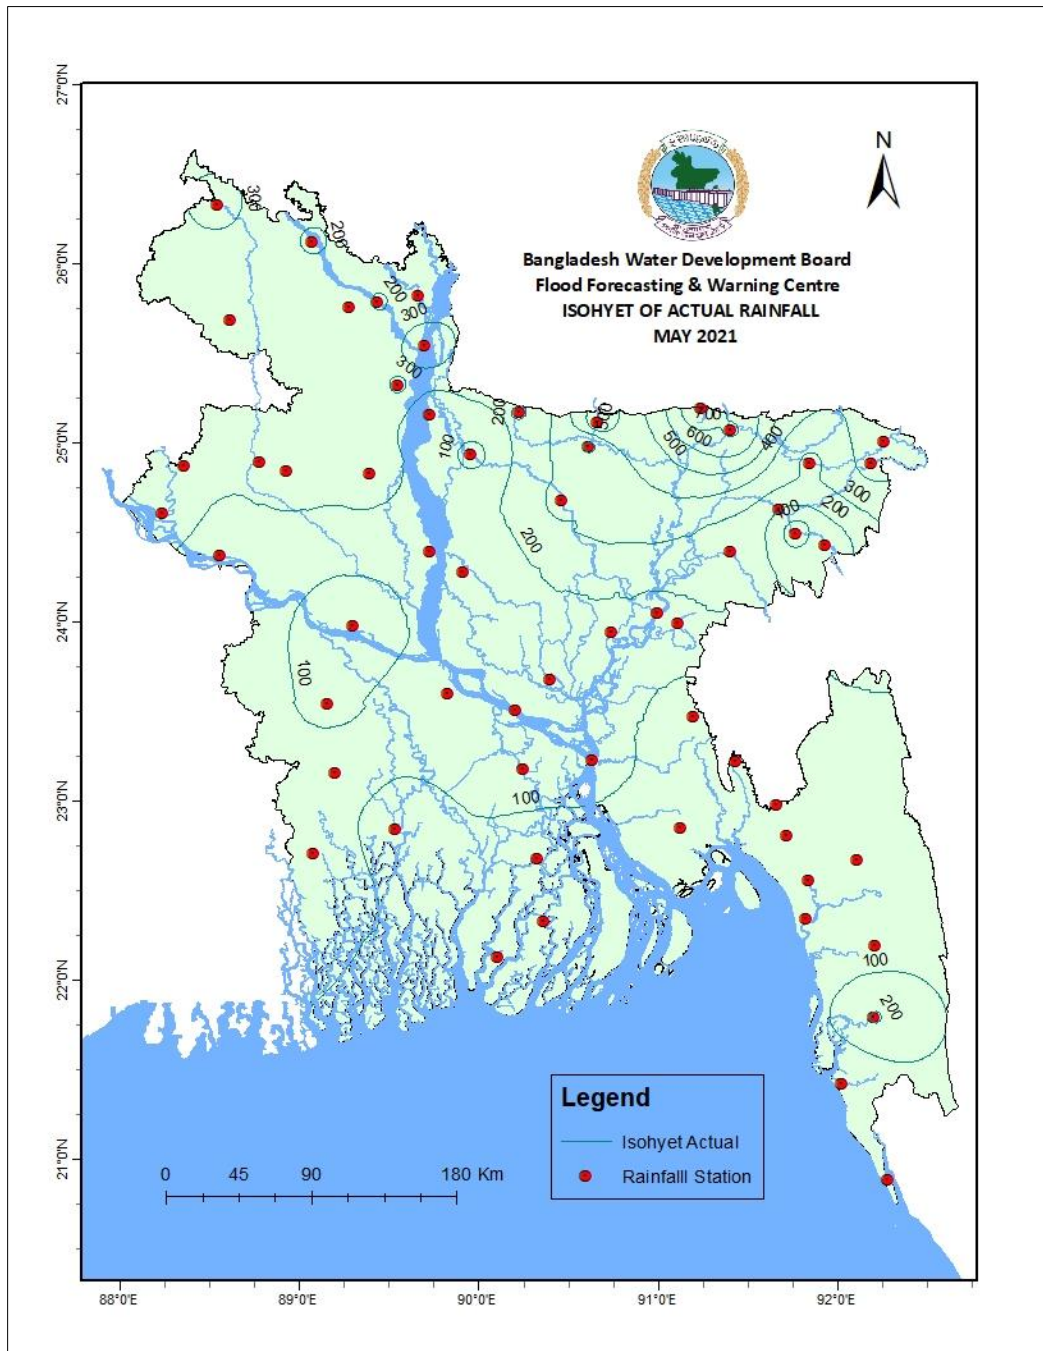 N
Bangladesh Water Development Board
Flood Forecasting & Warning Centre
ISOHYET OF ACTUAL RAINFALL
MAY 2021
27°0'N
26°0'N
25°0'N
24°0'N
23°0'N
22°0'N
21°0'N
300
200
200
300
300
200
100
500
700
600
500
400
300
200
100
200
100
100
100
200
Legend
Isohyet Actual
Rainfalll Station
0 45 90 180 Km
88°0'E 89°0'E 90°0'E 91°0'E 92°0'E